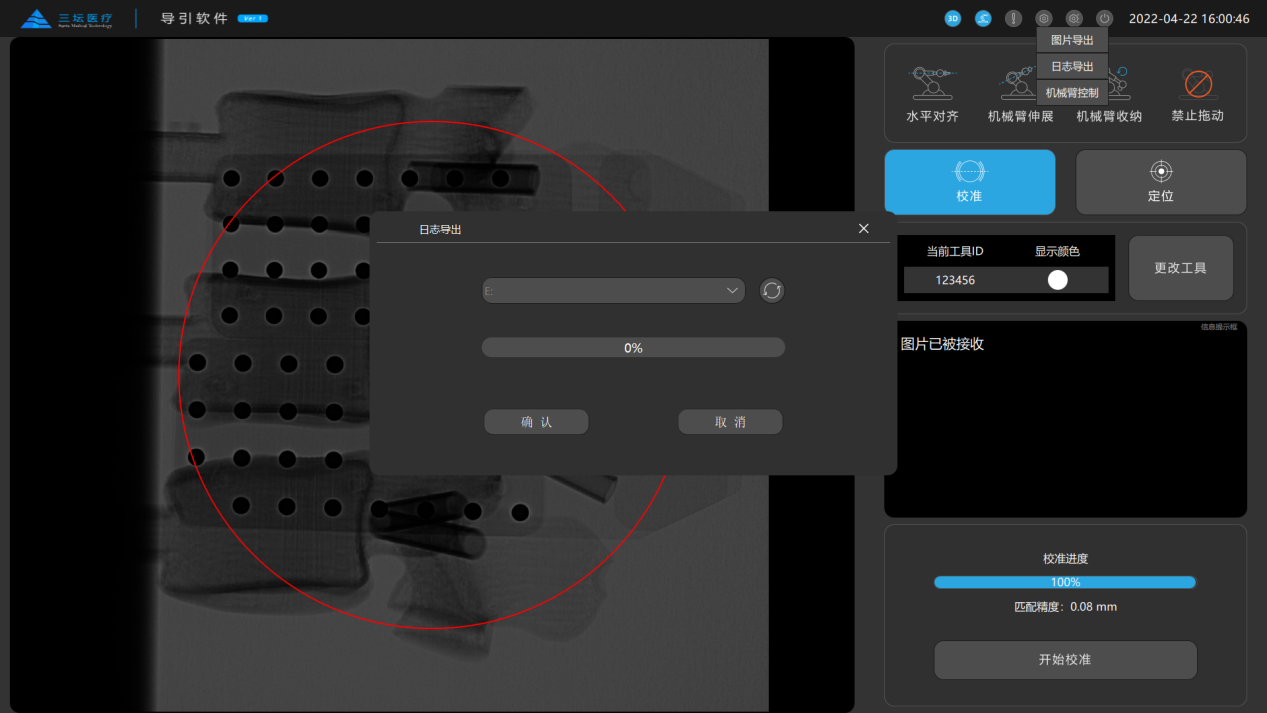 三坛医疗
Santan Medical Technology
导引软件
Ver 1
3D
2022-04-22 16:00:46
图片导出
日志导出
机械臂控制
水平对齐
机械臂伸展
机械臂收纳
禁止拖动
校准
定位
当前工具ID
显示颜色
123456
更改工具
信息提示框
图片已被接收
日志导出
E:
0%
确 认
取 消
校准进度
100%
匹配精度：0.08 mm
开始校准